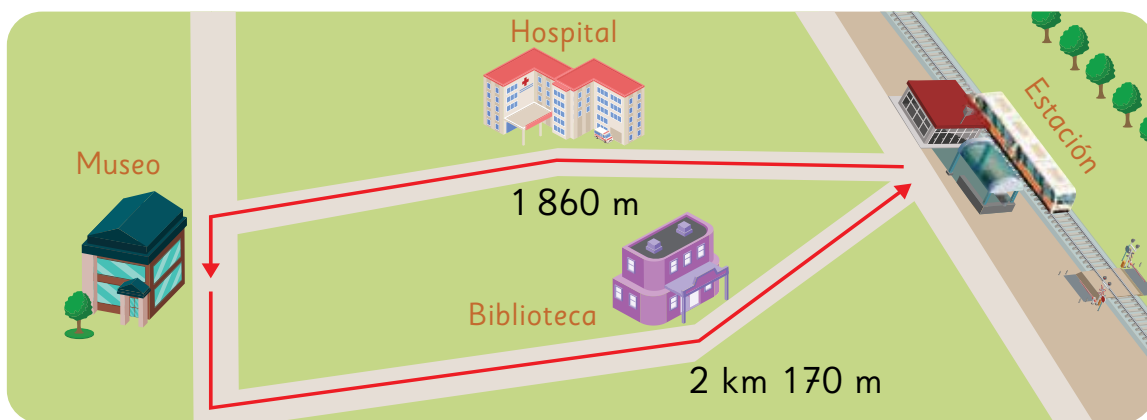 Hospital
Estación
Museo
1 860 m
Biblioteca
2 km 170 m